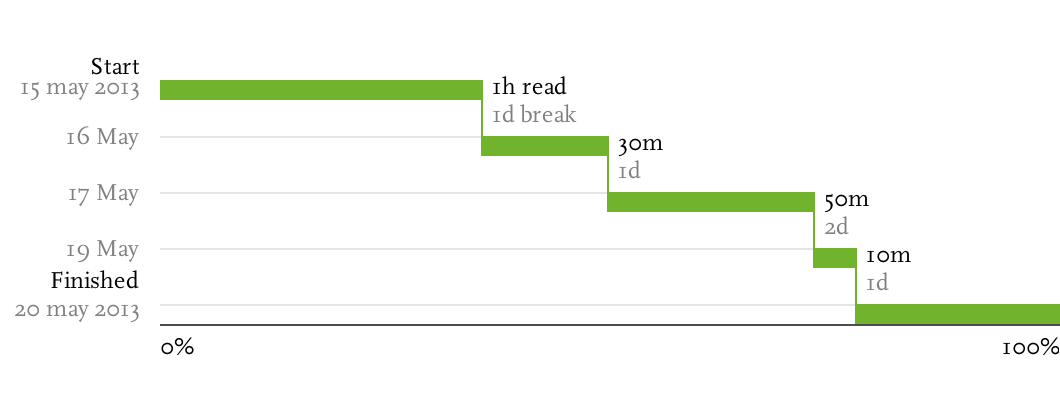 Start
15 may 2013
1h read
1d break
16 May
30m
1d
17 May
50m
2d
19 May
10m
1d
Finished
20 may 2013
0%
100%